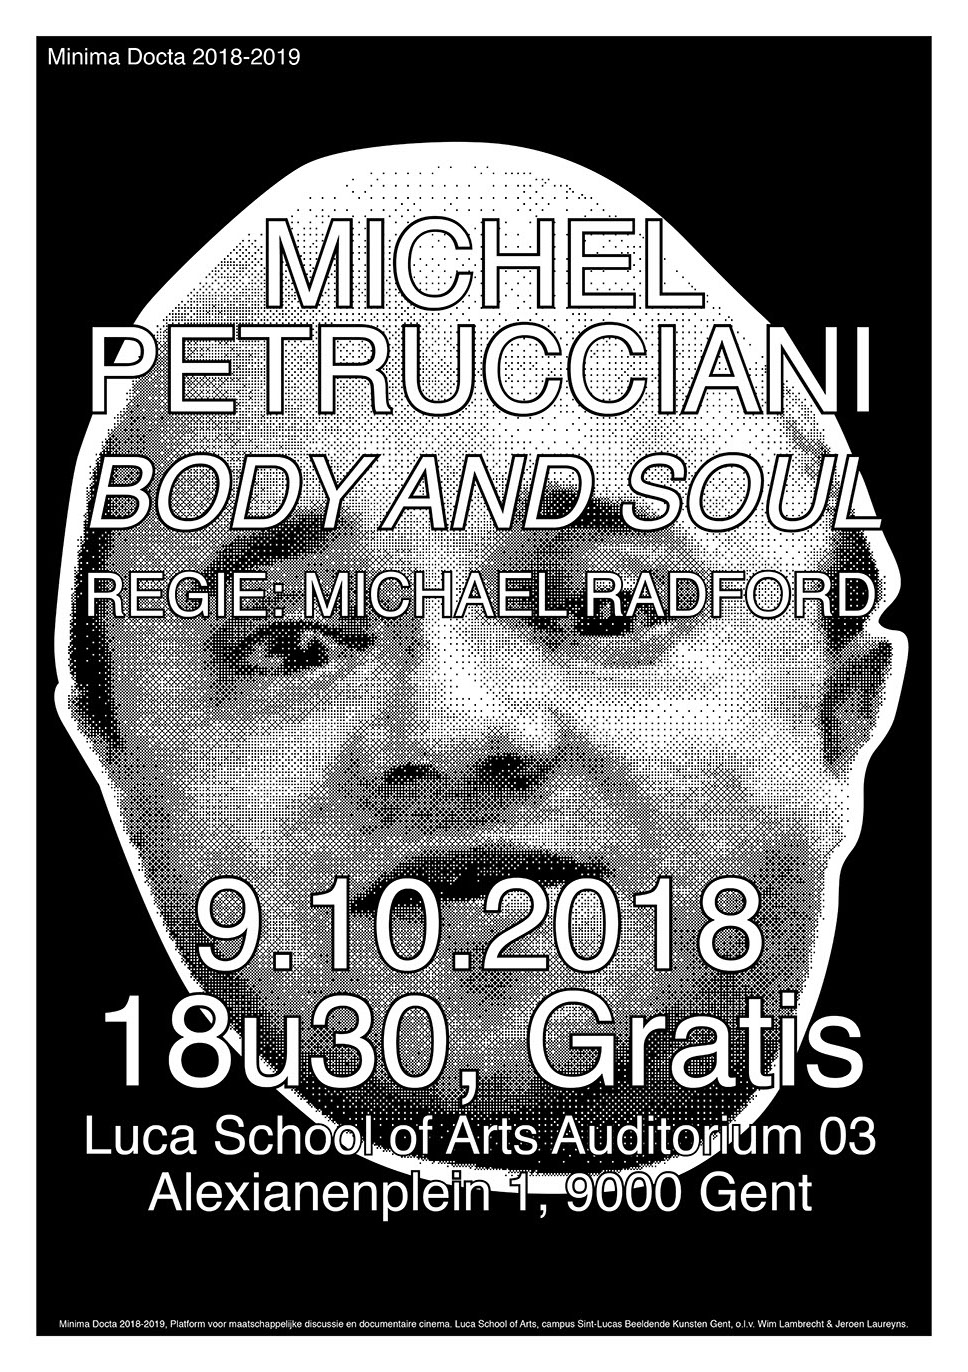 Minima Docta 2018-2019
MICHEL
PETRUCCIANI
BODY AND SOUL
REGIE: MICHAEL RADFORD
9.10.2018
18u30, Gratis
Luca School of Arts Auditorium 03
Alexianenplein 1, 9000 Gent
Minima Docta 2018-2019, Platform voor maatschappelijke discussie en documentaire cinema. Luca School of Arts, campus Sint-Lucas Beeldende Kunsten Gent, o.l.v. Wim Lambrecht & Jeroen Laureyns.